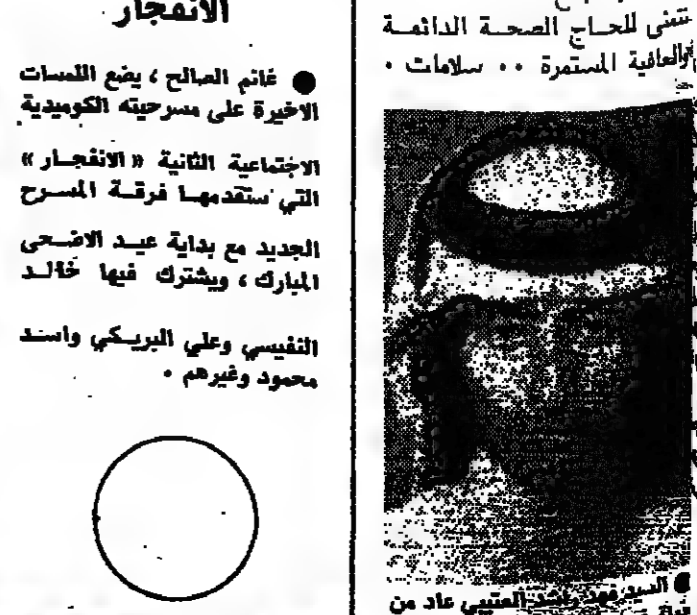 نتمنى للحاج الصحة الدائمة
والعافية المستمرة .. سلامات .
السيد فهد راشد العتيبي عاد من
الانفجار
● غانم الصالح ، يضع اللمسات
الاخيرة على مسرحيته الكوميدية
الاجتماعية الثانية « الانفجار »
التي ستقدمها فرقة المسرح
الجديد مع بداية عيد الاضحى
المبارك ، ويشترك فيها خالد
النفيسي وعلي البريكي واسد
محمود وغيرهم .